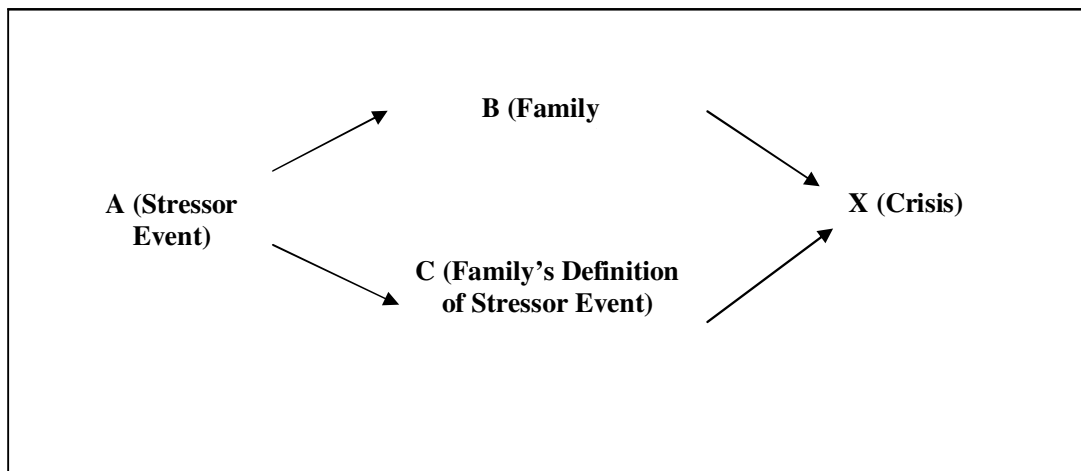 B (Family
A (Stressor
Event)
X (Crisis)
C (Family's Definition
of Stressor Event)